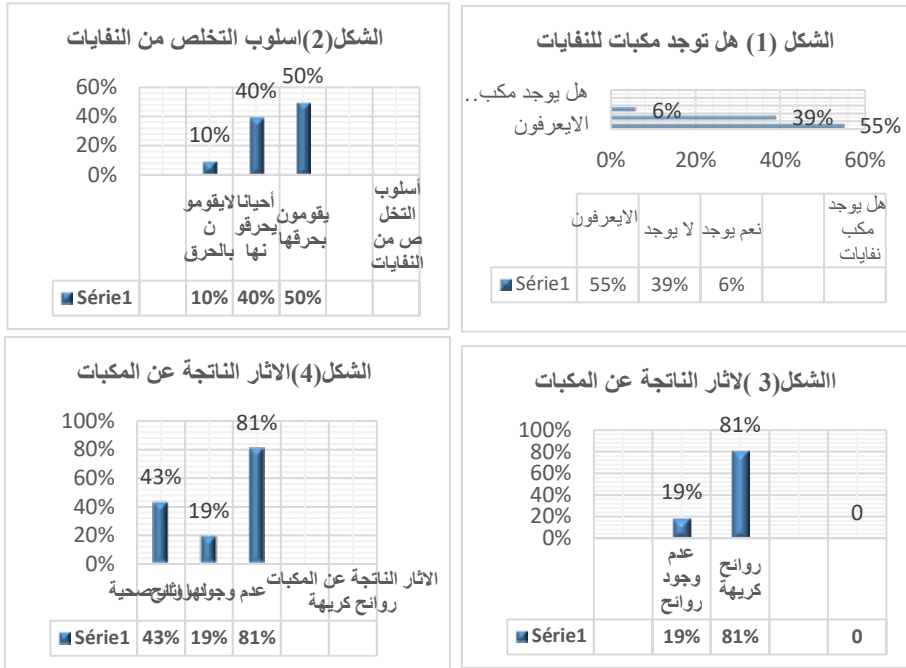 الشكل (1) هل توجد مكبات للنفايات
هل يوجد مكب..
الايعرفون
6%
39%
55%
0% 20% 40% 60%
هل يوجد مكب نفايات
نعم يوجد
لا يوجد
الايعرفون
Série1 55% 39% 6%
الشكل(2)اسلوب التخلص من النفايات
60%
40%
20%
0%
10% 40% 50%
أسلوب
التخل
ص من
النفايات
يقومون
بحرقها
أحيانا
يحرقو
نها
لايقومو
ن
بالحرق
Série1 10% 40% 50%
االشكل(3 )لاثار الناتجة عن المكبات
100%
80%
60%
40%
20%
0%
19% 81% 0
روائح
كريهة
عدم
وجود
روائح
Série1 19% 81% 0
الشكل(4)الاثار الناتجة عن المكبات
100%
80%
60%
40%
20%
0%
43% 19% 81%
الاثار الناتجة عن المكبات
روائح كريهة
عدم
صحية
Série1 43% 19% 81%